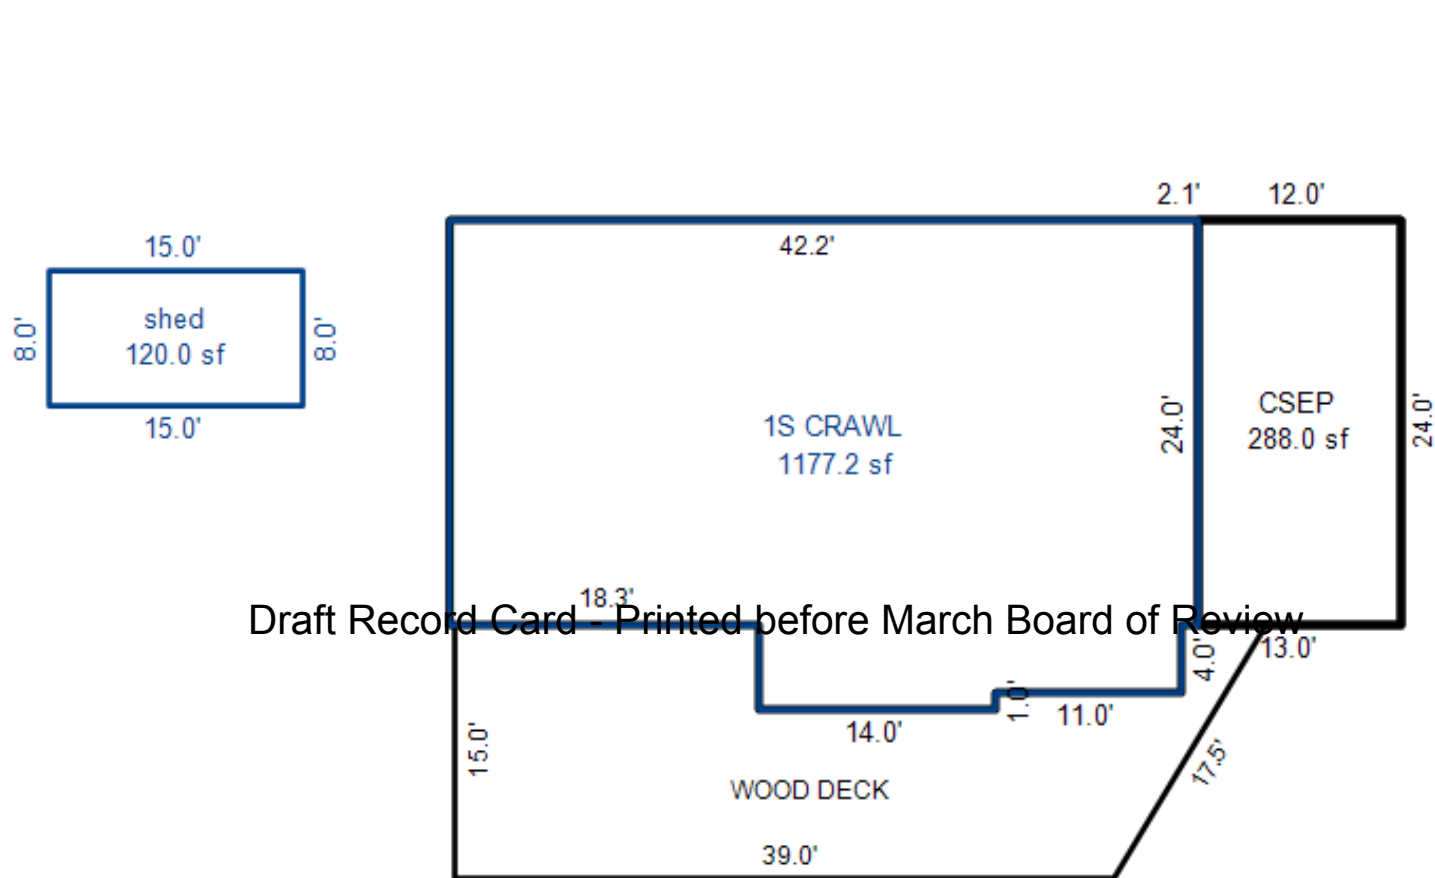 2.1'
12.0'
42.2'
15.0'
8.0'
shed
120.0 sf
8.0'
15.0'
1S CRAWL
1177.2 sf
24.0'
CSEP
288.0 sf
24.0'
18.3'
Draft Record Card - Printed before March Board of Review
13.0'
4.0'
1.0'
11.0'
14.0'
15.0'
17.5'
WOOD DECK
39.0'